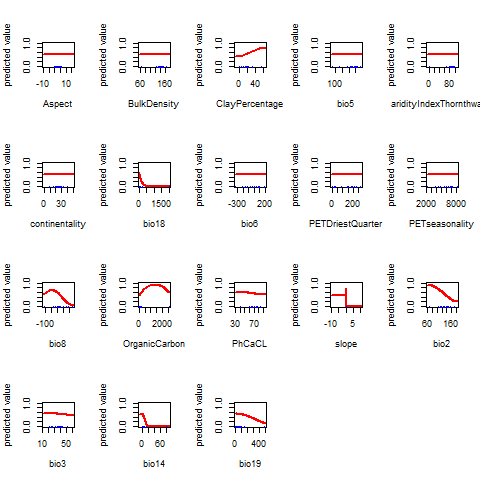 predicted value 0.0 1.0 predicted value 0.0 1.0 predicted value 0.0 1.0 predicted value 0.0 1.0 predicted value 0.0 1.0
-10 10 60 160 0 40 100 0 80
Aspect BulkDensity ClayPercentage bio5 aridityIndexThornthwa
predicted value 0.0 1.0 predicted value 0.0 1.0 predicted value 0.0 1.0 predicted value 0.0 1.0 predicted value 0.0 1.0
0 30 0 1500 -300 200 0 200 2000 8000
continentality bio18 bio6 PETDriestQuarter PETseasonality
predicted value 0.0 1.0 predicted value 0.0 1.0 predicted value 0.0 1.0 predicted value 0.0 1.0 predicted value 0.0 1.0
-100 0 2000 30 70 -10 5 60 160
bio8 OrganicCarbon PhCaCL slope bio2
predicted value 0.0 1.0 predicted value 0.0 1.0 predicted value 0.0 1.0
10 50 0 60 0 400
bio3 bio14 bio19